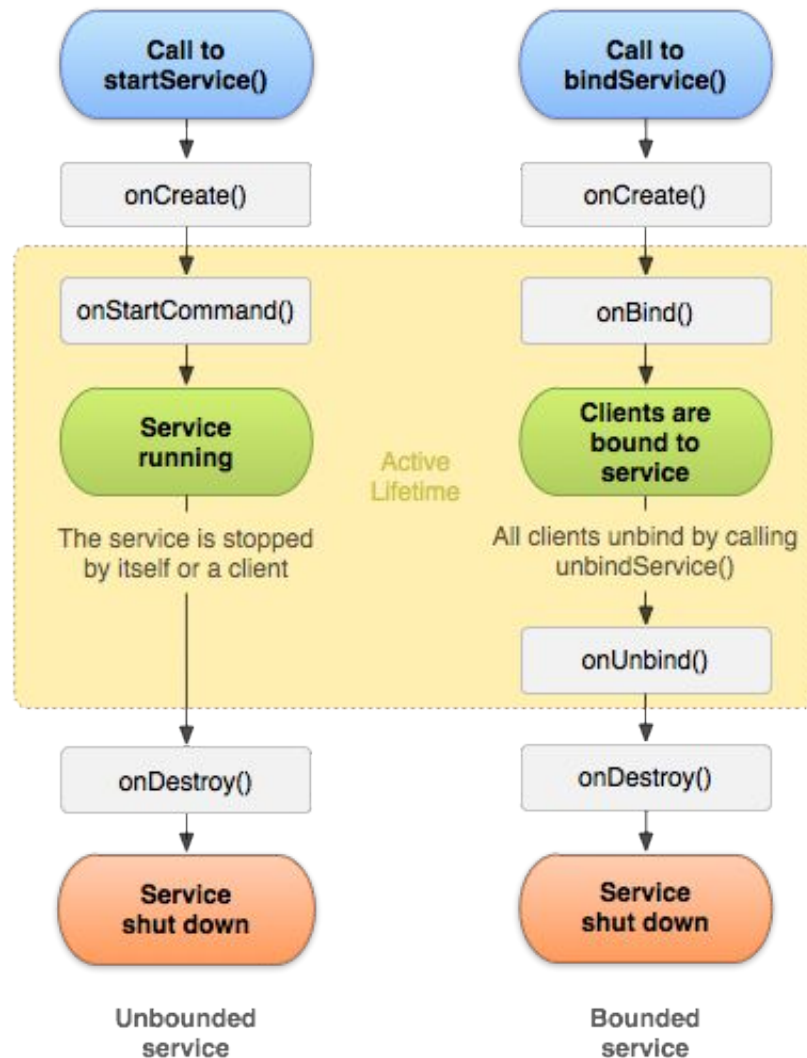 Call to
startService()
onCreate()
onStartCommand()
Service
running
The service is stopped
by itself or a client
onDestroy()
Service
shut down
Unbounded
service
Active
Lifetime
Call to
bindService()
onCreate()
onBind()
Clients are
bound to
service
All clients unbind by calling
unbindService()
onUnbind()
onDestroy()
Service
shut down
Bounded
service